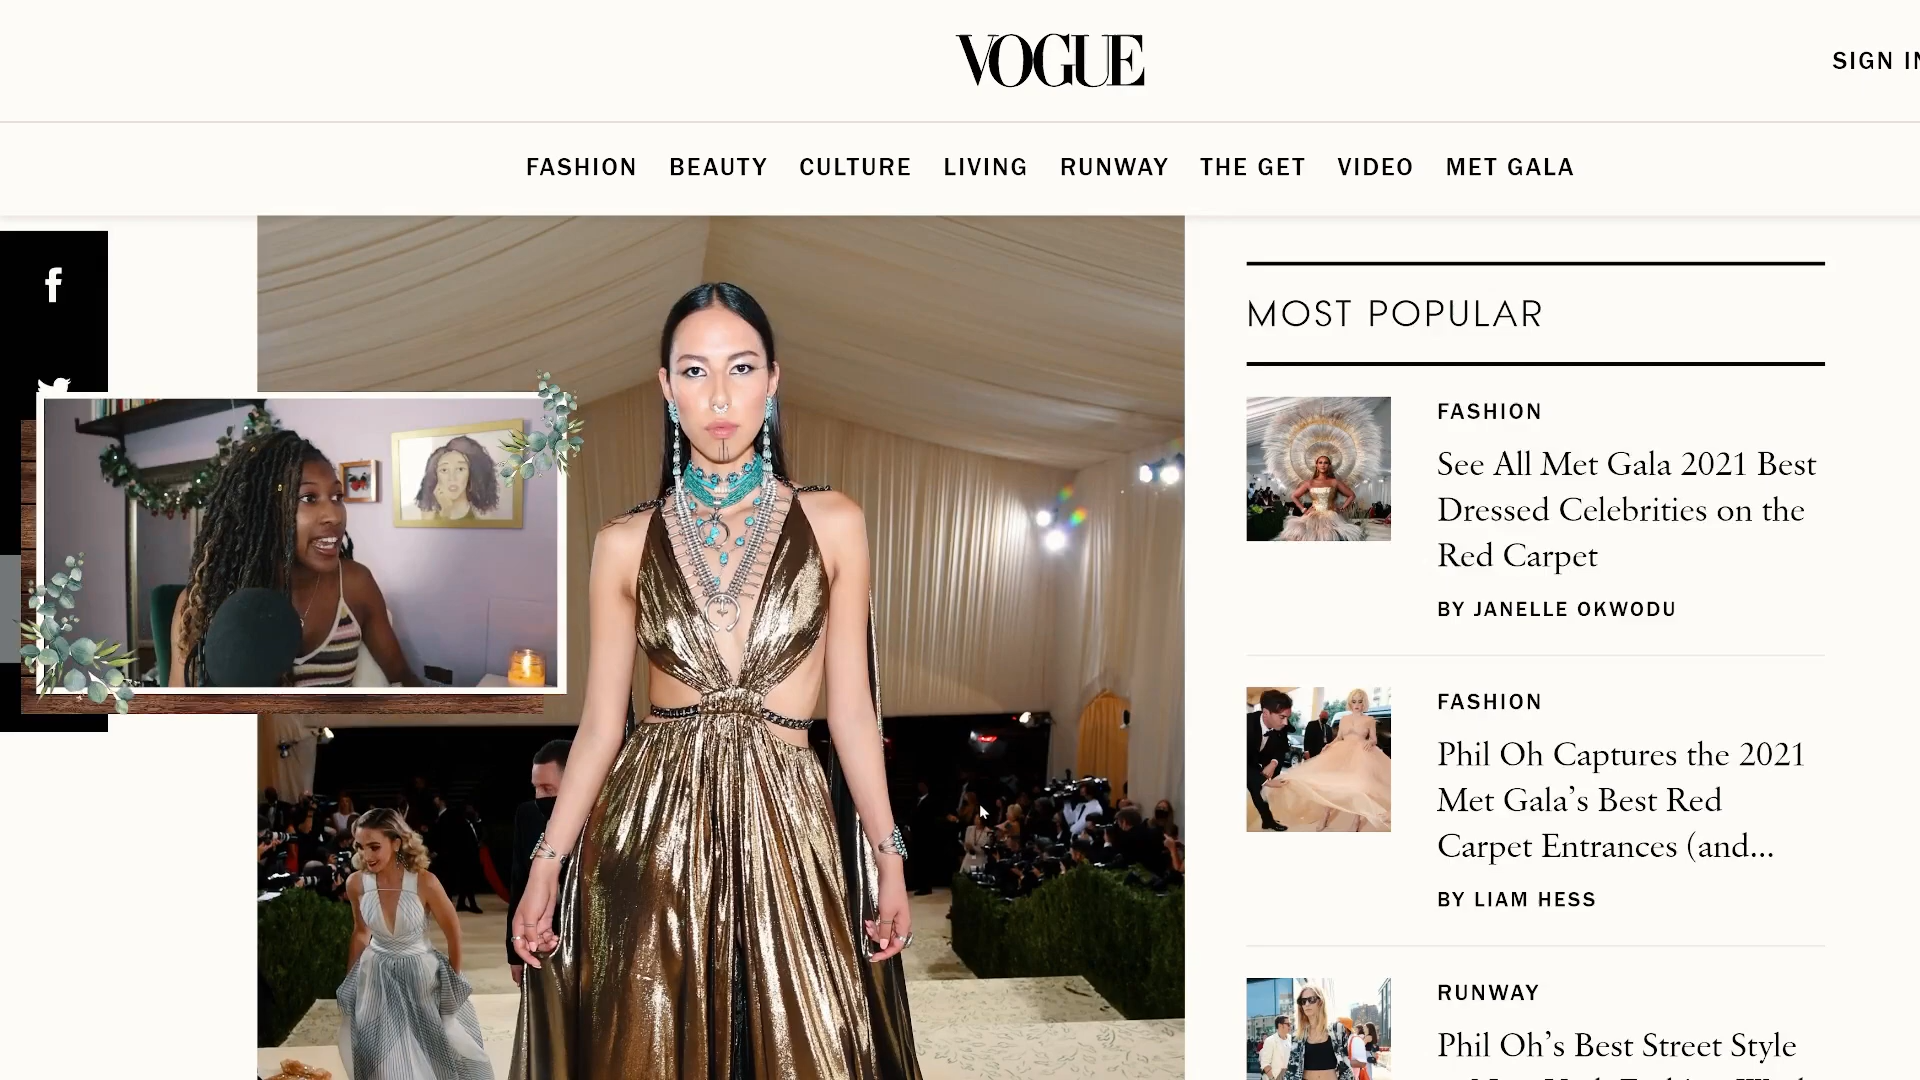 VOGUE
SIGN IN
FASHION BEAUTY CULTURE LIVING RUNWAY THE GET VIDEO MET GALA
MOST POPULAR
FASHION
See All Met Gala 2021 Best
Dressed Celebrities on the
Red Carpet
BY JANELLE OKWODU
FASHION
Phil Oh Captures the 2021
Met Gala's Best Red
Carpet Entrances (and...
BY LIAM HESS
RUNWAY
Phil Oh's Best Street Style